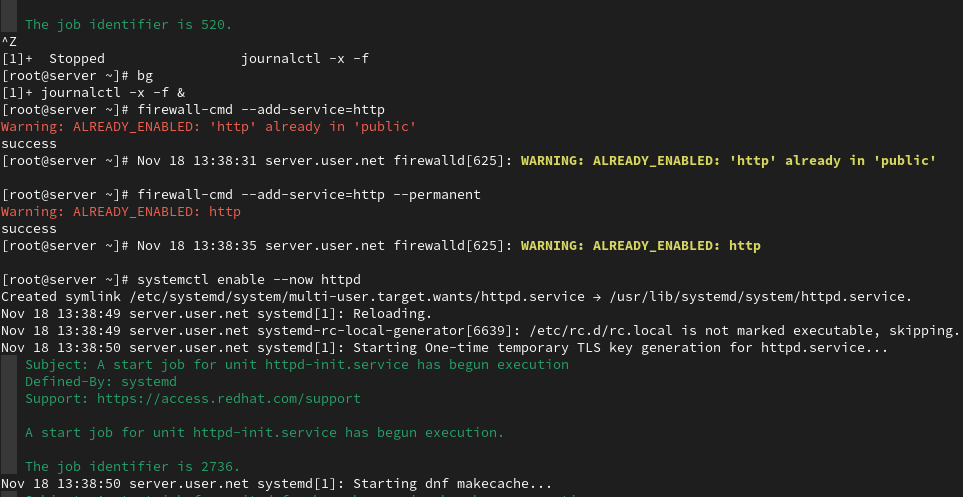 The job identifier is 520.
^Z
[1]+  Stopped                 journalctl -x -f
[root@server ~]# bg
[1]+ journalctl -x -f &
[root@server ~]# firewall-cmd --add-service=http
Warning: ALREADY_ENABLED: 'http' already in 'public'
success
[root@server ~]# Nov 18 13:38:31 server.user.net firewalld[625]: WARNING: ALREADY_ENABLED: 'http' already in 'public'
[root@server ~]# firewall-cmd --add-service=http --permanent
Warning: ALREADY_ENABLED: http
success
[root@server ~]# Nov 18 13:38:35 server.user.net firewalld[625]: WARNING: ALREADY_ENABLED: http
[root@server ~]# systemctl enable --now httpd
Created symlink /etc/systemd/system/multi-user.target.wants/httpd.service → /usr/lib/systemd/system/httpd.service.
Nov 18 13:38:49 server.user.net systemd[1]: Reloading.
Nov 18 13:38:49 server.user.net systemd-rc-local-generator[6639]: /etc/rc.d/rc.local is not marked executable, skipping.
Nov 18 13:38:50 server.user.net systemd[1]: Starting One-time temporary TLS key generation for httpd.service...
Subject: A start job for unit httpd-init.service has begun execution
Defined-By: systemd
Support: https://access.redhat.com/support
A start job for unit httpd-init.service has begun execution.
The job identifier is 2736.
Nov 18 13:38:50 server.user.net systemd[1]: Starting dnf makecache...